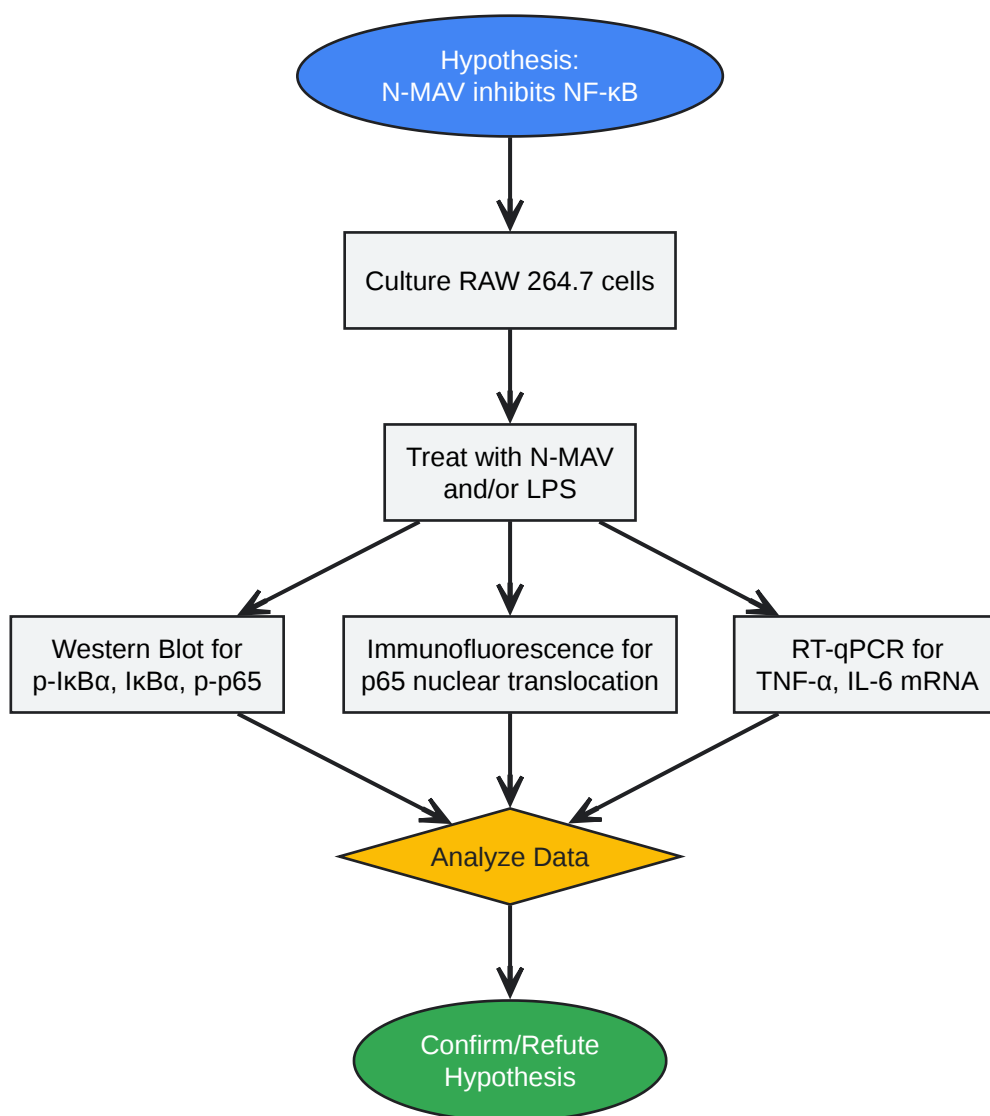 Hypothesis:
N-MAV inhibits NF-κB
Culture RAW 264.7 cells
Treat with N-MAV
and/or LPS
Western Blot for
p-IκBα, IκBα, p-p65
Immunofluorescence for
p65 nuclear translocation
RT-qPCR for
TNF-α, IL-6 mRNA
Analyze Data
Confirm/Refute
Hypothesis